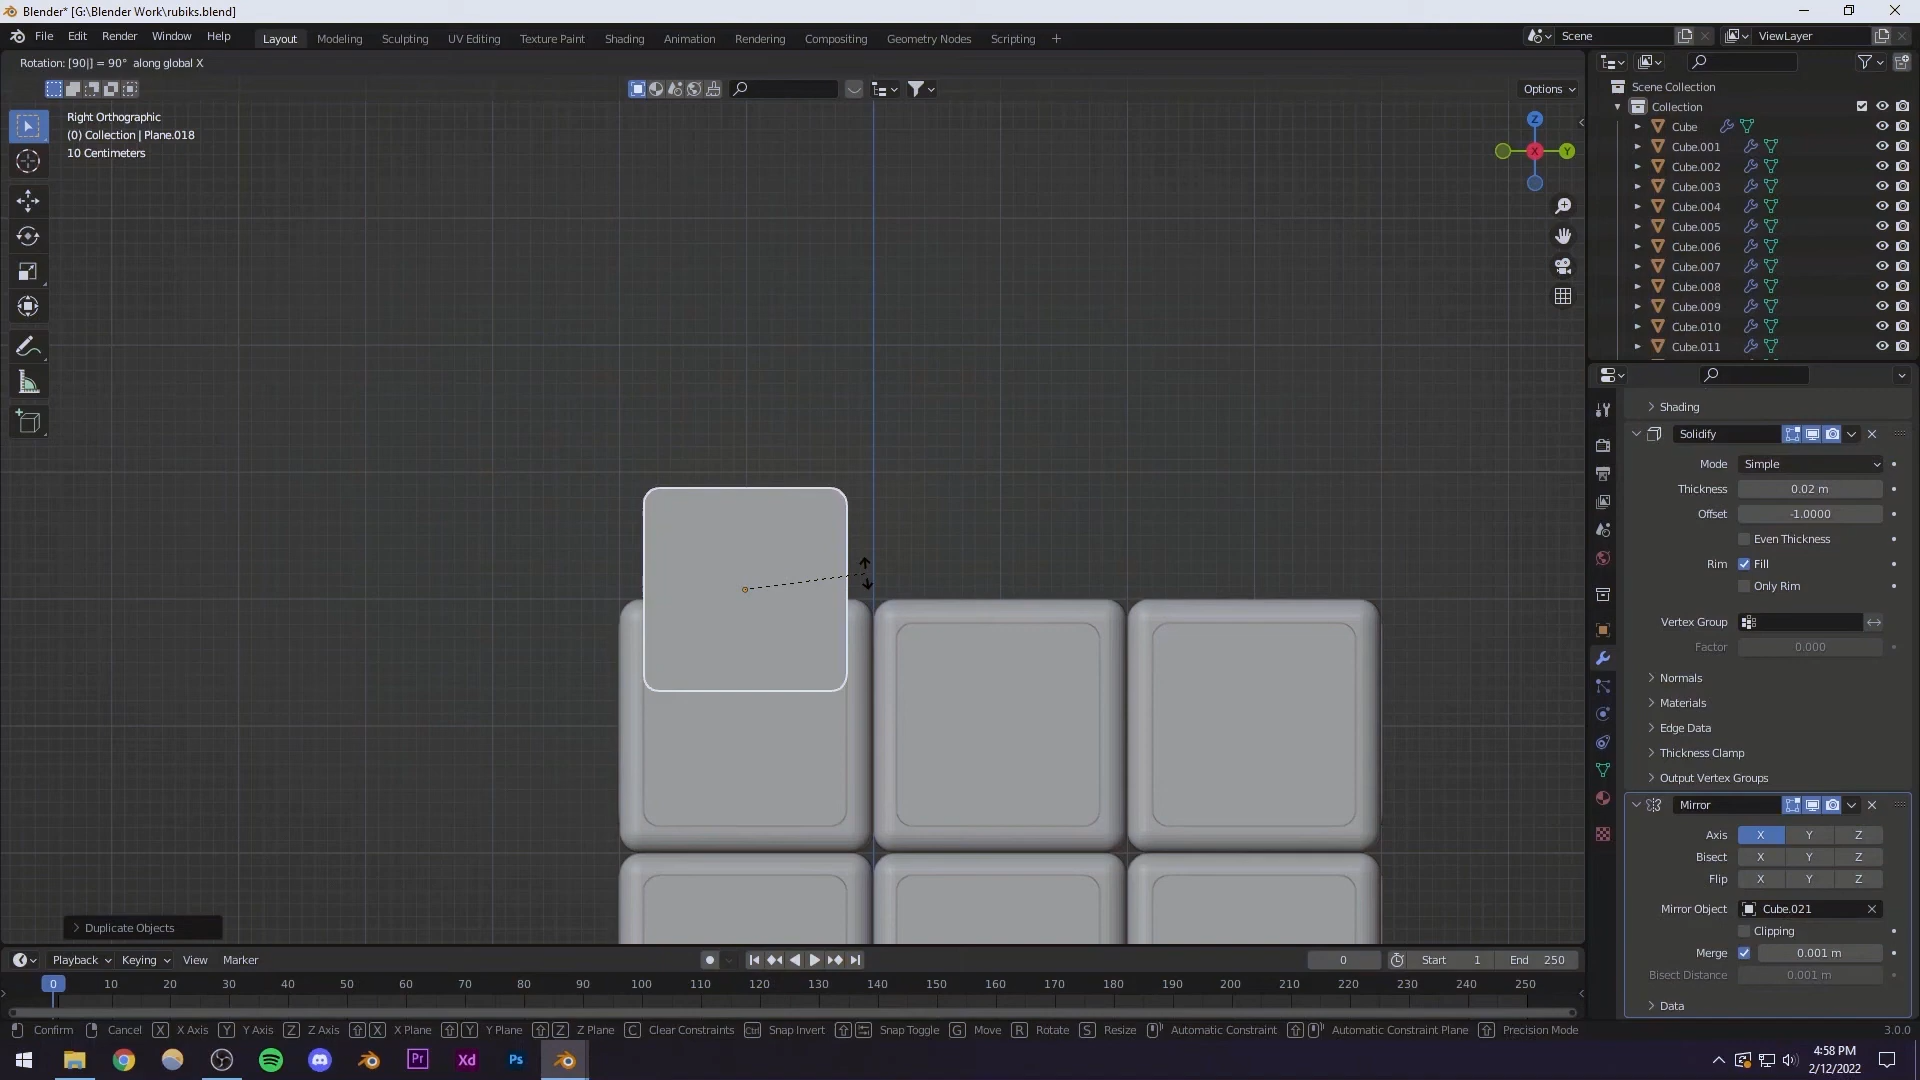 Blender* [G:\Blender Work\rubiks.blend]
File Edit Render Window Help Layout Modeling Sculpting UV Editing Texture Paint Shading Animation Rendering Compositing Geometry Nodes Scripting + Scene ViewLayer
Rotation: [90|] = 90° along global X
Options
Right Orthographic
(0) Collection | Plane.018
10 Centimeters
Z
X
Y
Duplicate Objects
Scene Collection
Collection
Cube
Cube.001
Cube.002
Cube.003
Cube.004
Cube.005
Cube.006
Cube.007
Cube.008
Cube.009
Cube.010
Cube.011
Shading
Solidify
Mode Simple
Thickness 0.02 m
Offset -1.0000
Even Thickness
Rim Fill
Only Rim
Vertex Group
Factor 0.000
Normals
Materials
Edge Data
Thickness Clamp
Output Vertex Groups
Mirror
Axis X Y Z
Bisect X Y Z
Flip X Y Z
Mirror Object Cube.021
Clipping
Merge 0.001 m
Bisect Distance 0.001 m
Data
Playback Keying View Marker 0 Start 1 End 250
0 10 20 30 40 50 60 70 80 90 100 110 120 130 140 150 160 170 180 190 200 210 220 230 240 250
Confirm Cancel X X Axis Y Y Axis Z Z Axis X X Plane Y Y Plane Z Z Plane C Clear Constraints Ctrl Snap Invert Snap Toggle G Move R Rotate S Resize Automatic Constraint Automatic Constraint Plane Precision Mode 3.0.0
Pr Xd Ps
4:58 PM
2/12/2022